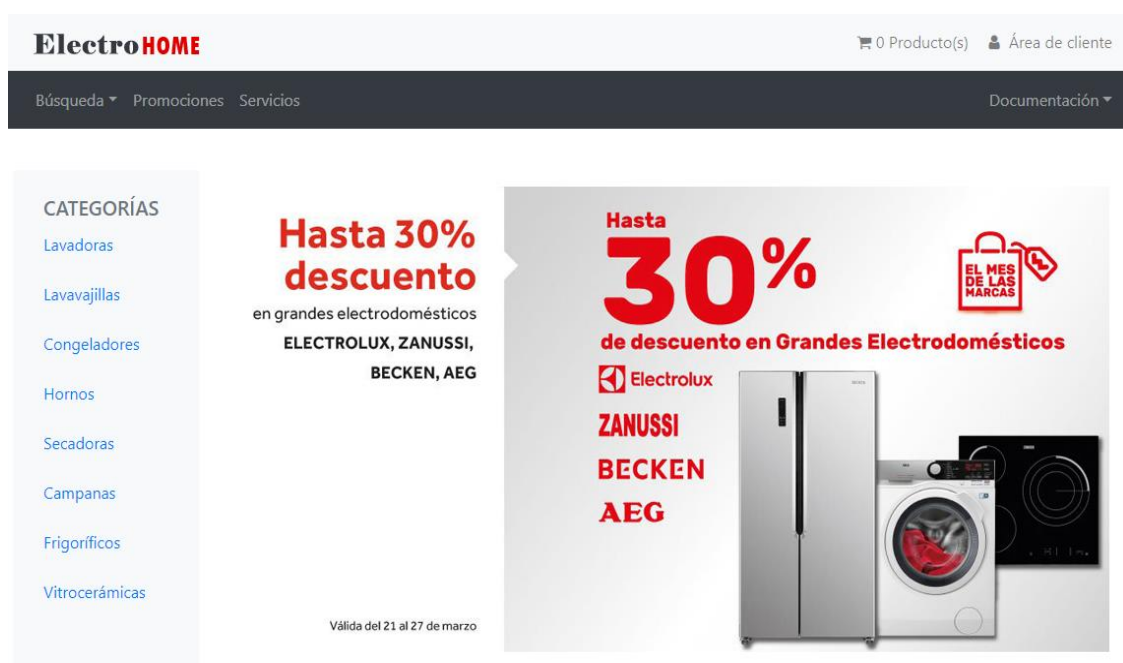 ElectroHOME
0 Producto(s) Área de cliente
Búsqueda Promociones Servicios Documentación
CATEGORÍAS
Lavadoras
Lavavajillas
Congeladores
Hornos
Secadoras
Campanas
Frigoríficos
Vitrocerámicas
Hasta 30%
descuento
en grandes electrodomésticos
ELECTROLUX, ZANUSSI,
BECKEN, AEG
Válida del 21 al 27 de marzo
Hasta
30%
EL MES
DE LAS
MARCAS
de descuento en Grandes Electrodomésticos
Electrolux
ZANUSSI
BECKEN
AEG